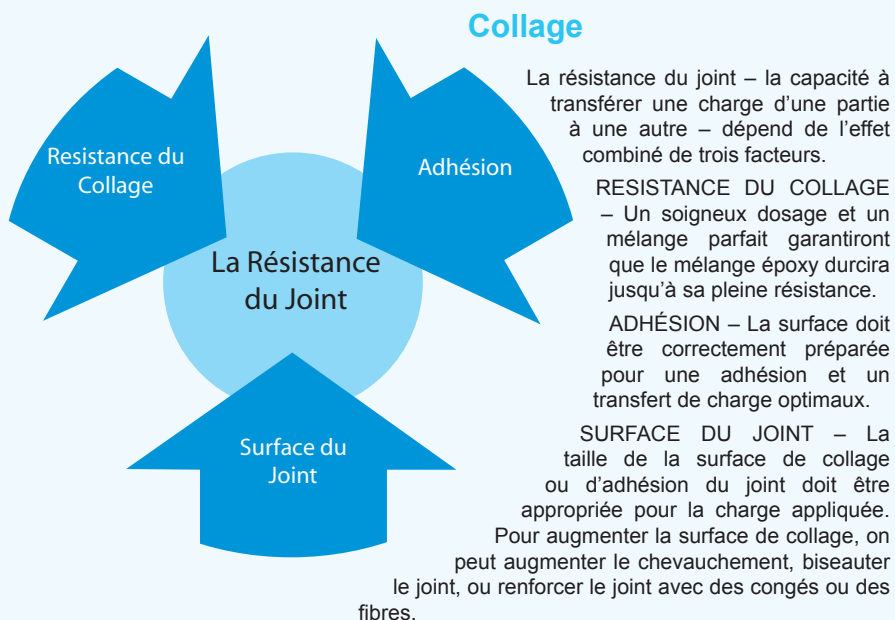 Collage
Resistance du
Collage
Adhésion
La Résistance
du Joint
Surface du
Joint
La résistance du joint – la capacité à
transférer une charge d'une partie
à une autre – dépend de l'effet
combiné de trois facteurs.
RESISTANCE DU COLLAGE
– Un soigneux dosage et un
mélange parfait garantiront
que le mélange époxy durcira
jusqu'à sa pleine résistance.
ADHÉSION – La surface doit
être correctement préparée
pour une adhésion et un
transfert de charge optimaux.
SURFACE DU JOINT – La
taille de la surface de collage
ou d'adhésion du joint doit être
appropriée pour la charge appliquée.
Pour augmenter la surface de collage, on
peut augmenter le chevauchement, biseauter
le joint, ou renforcer le joint avec des congés ou des
fibres.